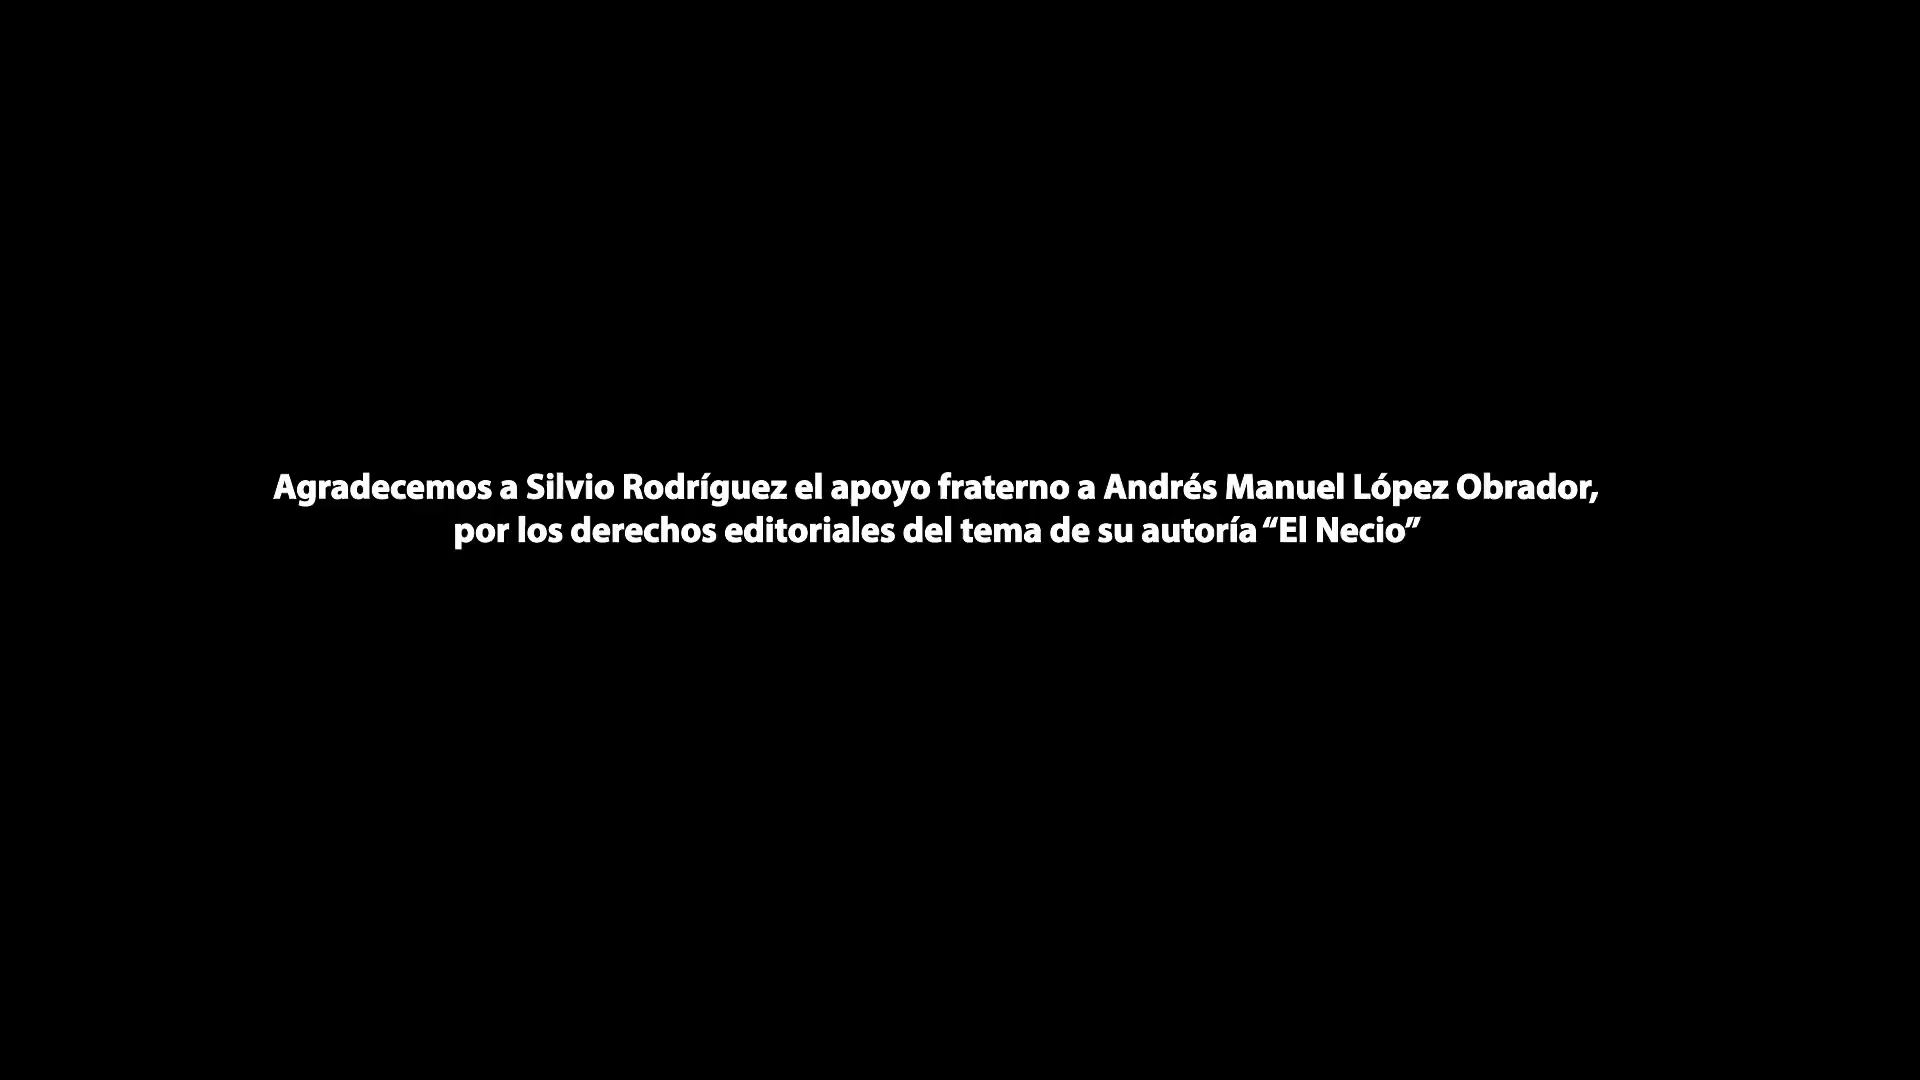 Agradecemos a Silvio Rodríguez el apoyo fraterno a Andrés Manuel López Obrador,
por los derechos editoriales del tema de su autoría “El Necio”